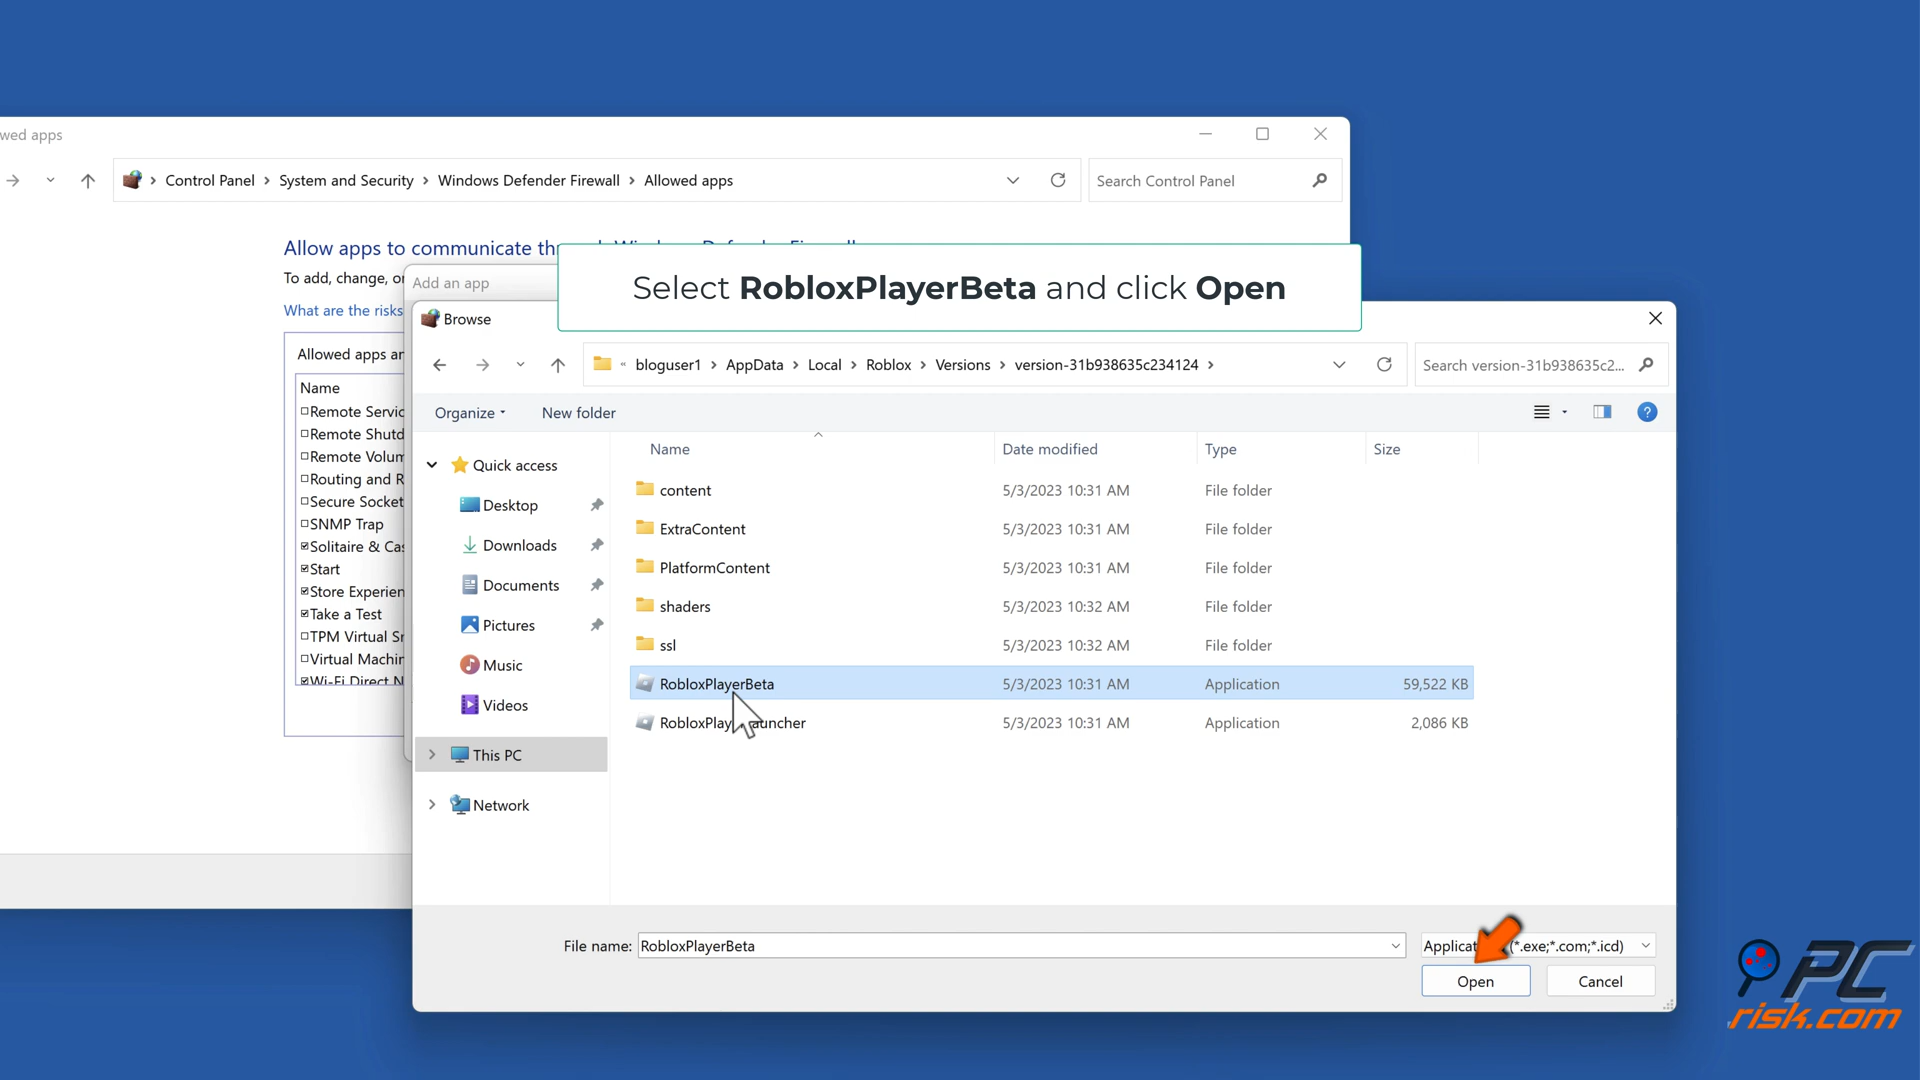 wed apps
Control Panel System and Security Windows Defender Firewall Allowed apps
Search Control Panel
Allow apps to communicate
To add, change,
What are the risks
Allowed apps
Name
Remote
Remote
Remote
Routing and
Secure
SNMP Trap
Solitaire &
Start
Store
Take a Test
TPM Virtual
Virtual
Wi-Fi Direct
Add an app
Select RobloxPlayerBeta and click Open
Browse
« bloguser1 AppData Local Roblox Versions version-31b938635c234124
Search version-31b938635c2...
Organize New folder
?
Quick access
Desktop
Downloads
Documents
Pictures
Music
Videos
This PC
Network
Name Date modified Type Size
content 5/3/2023 10:31 AM File folder
ExtraContent 5/3/2023 10:31 AM File folder
PlatformContent 5/3/2023 10:31 AM File folder
shaders 5/3/2023 10:32 AM File folder
ssl 5/3/2023 10:32 AM File folder
RobloxPlayerBeta 5/3/2023 10:31 AM Application 59,522 KB
5/3/2023 10:31 AM Application 2,086 KB
File name: RobloxPlayerBeta
(*.exe;*.com;*.icd)
Open Cancel
PC
risk.com